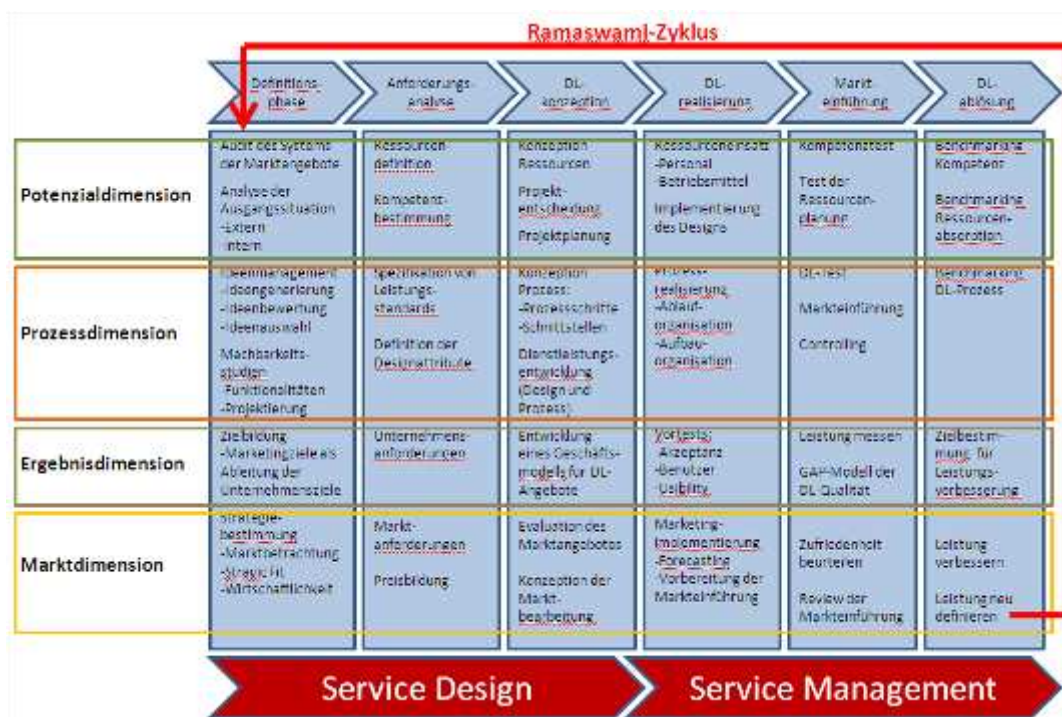 Ramaswami-Zyklus
Definitions-
phase
Anforderungs-
analyse
DL-
konzeption
DL-
realisierung
Markt
einführung
DL-
ablösung
Potenzialdimension
Audit des Systems
der Marktangebote
Analyse der
Ausgangssituation
-Extern
-Intern
Ressourcen-
definition
Kompetenz-
bestimmung
Konzeption
Ressourcen
Projekt-
entscheidung
Projektplanung
Ressourceneinsatz
-Personal
-Betriebsmittel
Implementierung
des Designs
Kompetenztest
Test der
Ressourcen-
planung
Benchmarking
Kompetenz
Benchmarking
Ressourcen-
Prozessdimension
Ideenmanagement
-Ideengenerierung
-Ideenbewertung
-Ideenauswahl
Machbarkeits-
studien
-Funktionalitäten
-Projektierung
Spezifikation von
Leistungs-
standards
Definition der
Designattribute
Konzeption
Prozess:
-Prozessschritte
-Schnittstellen
Dienstleistungs-
entwicklung
(Design und
Prozess)
Prozess-
realisierung
-Ablauf-
organisation
-Aufbau-
organisation
DL-Test
Markteinführung
Controlling
Benchmarking
DL-Prozess
Ergebnisdimension
Zielbildung
-Marketingziele als
Ableitung der
Unternehmensziele
Unternehmens-
anforderungen
Entwicklung
eines Geschäfts-
modells für DL-
Angebote
Vortests:
-Akzeptanz
-Benutzer
-Usibility
Leistung messen
GAP-Modell der
DL-Qualität
Zielbestim-
mung für
Leistungs-
verbesserung
Marktdimension
Strategie-
bestimmung
-Marktbetrachtung
-Stragic Fit
-Wirtschaftlichkeit
Markt-
anforderungen
Preisbildung
Evaluation des
Marktangebotes
Konzeption der
Markt-
bearbeitung
Marketing-
implementierung
-Forecasting
-Vorbereitung der
Markteinführung
Zufriedenheit
beurteilen
Review der
Markteinführung
Leistung
verbessern
Leistung neu
definieren
Service Design
Service Management